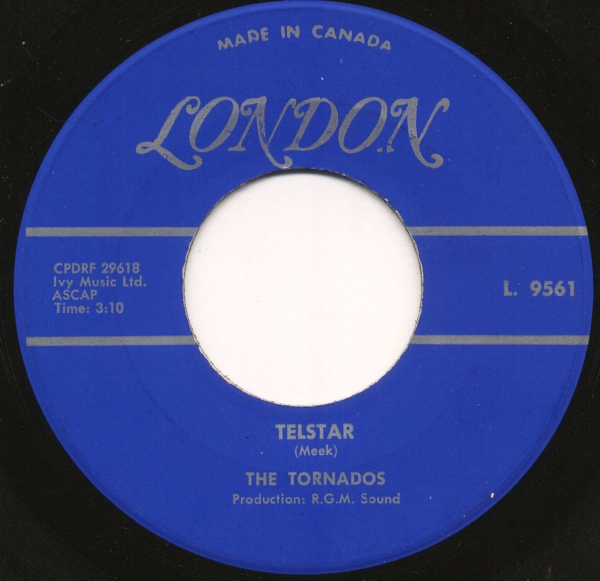 MADE IN CANADA
LONDON
CPDRF 29618
Ivy Music Ltd.
ASCAP
Time: 3:10
L. 9561
TELSTAR
(Meek)
THE TORNADOS
Production: R.G.M. Sound